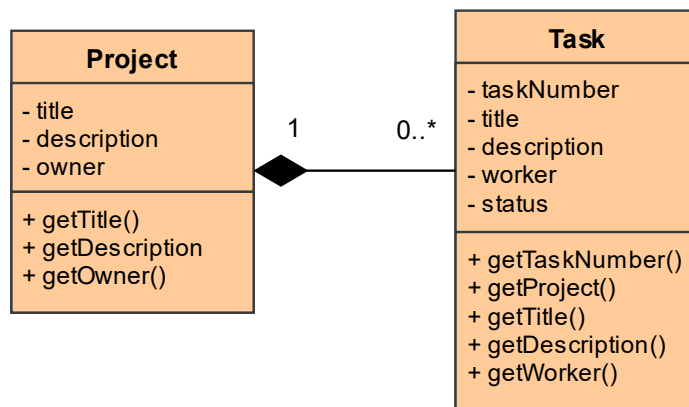 Project
- title
- description
- owner
+ getTitle()
+ getDescription
+ getOwner()
1
0..*
Task
- taskNumber
- title
- description
- worker
- status
+ getTaskNumber()
+ getProject()
+ getTitle()
+ getDescription()
+ getWorker()